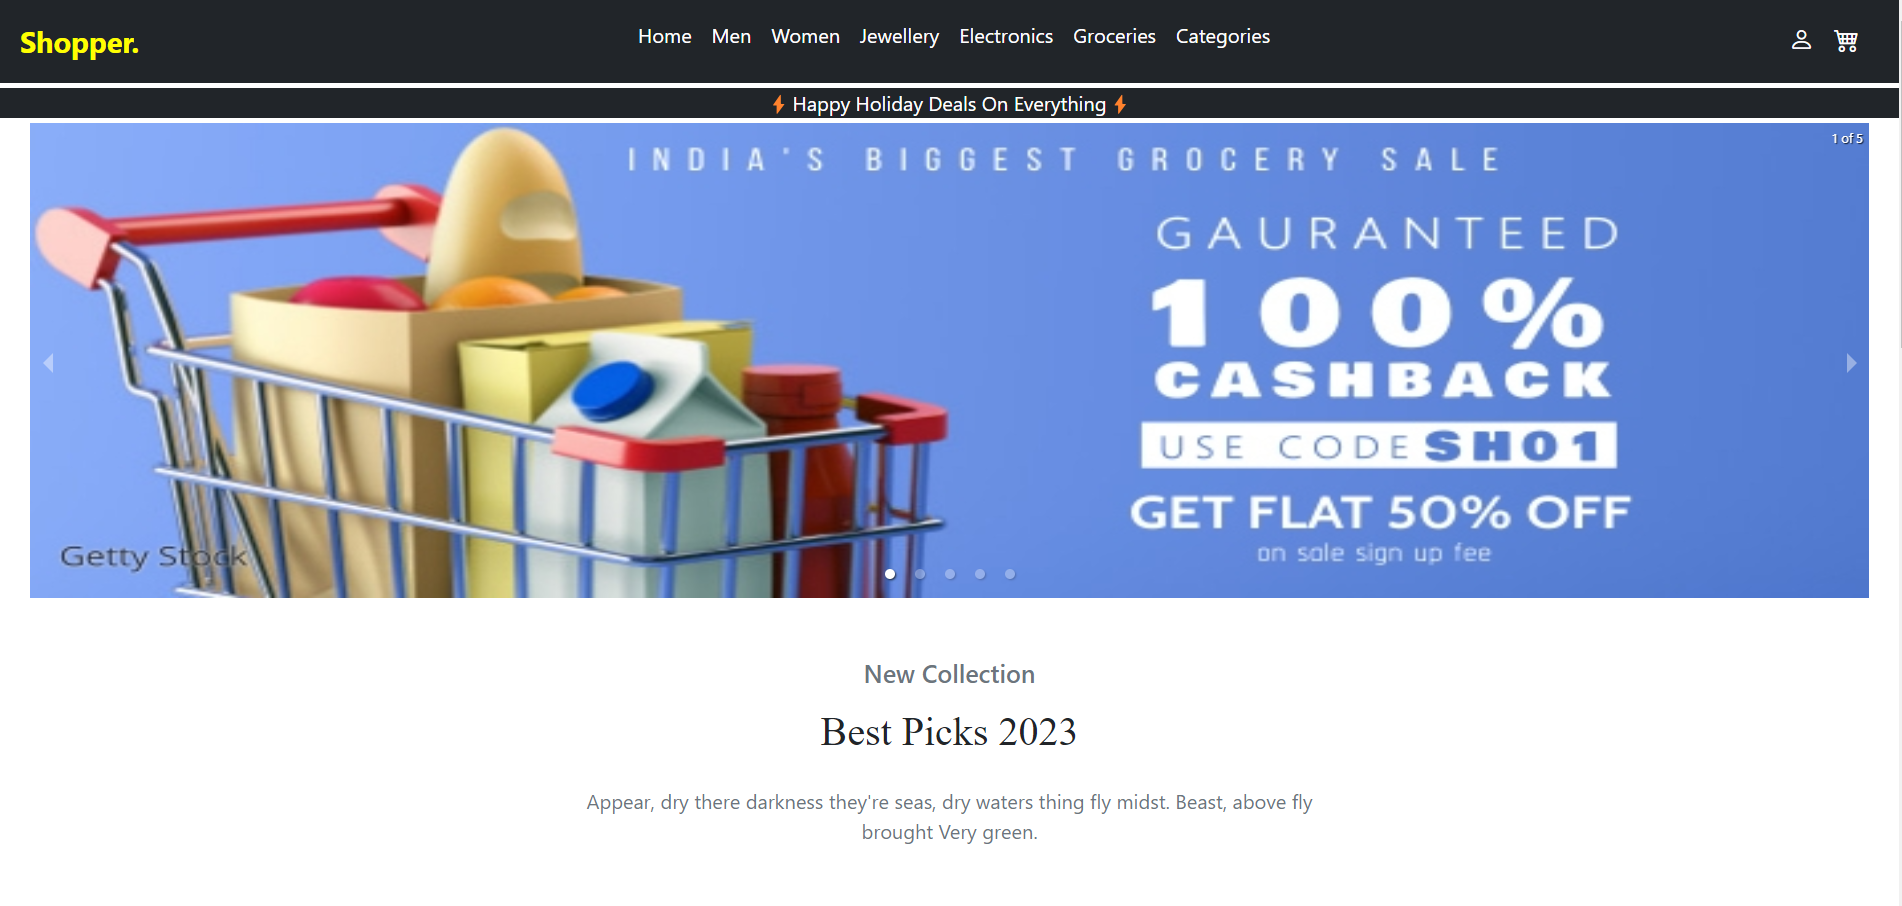 Shopper.
Home Men Women Jewellery Electronics Groceries Categories
Happy Holiday Deals On Everything
1 of 5
INDIA'S BIGGEST GROCERY SALE
GAURANTEED
100%
CASHBACK
USE CODE SH01
GET FLAT 50% OFF
on sale sign up fee
Getty Stock
New Collection
Best Picks 2023
Appear, dry there darkness they're seas, dry waters thing fly midst. Beast, above fly
brought Very green.